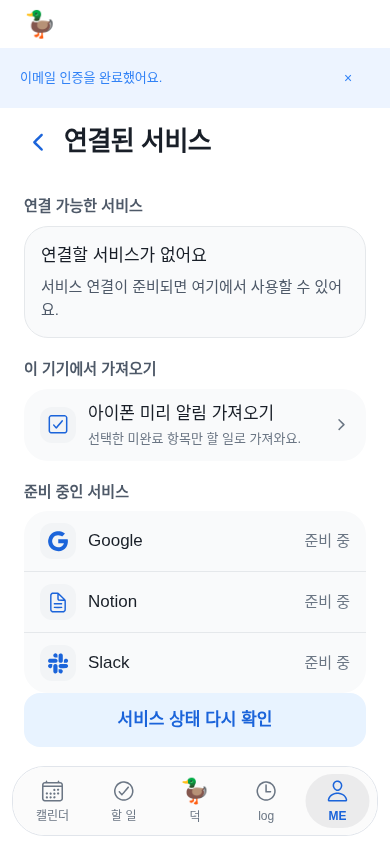 이메일 인증을 완료했어요.
×
연결된 서비스
연결 가능한 서비스
연결할 서비스가 없어요
서비스 연결이 준비되면 여기에서 사용할 수 있어
요.
이 기기에서 가져오기
아이폰 미리 알림 가져오기
선택한 미완료 항목만 할 일로 가져와요.
준비 중인 서비스
Google 준비 중
Notion 준비 중
Slack 준비 중
서비스 상태 다시 확인
캘린더 할 일 덕 log ME